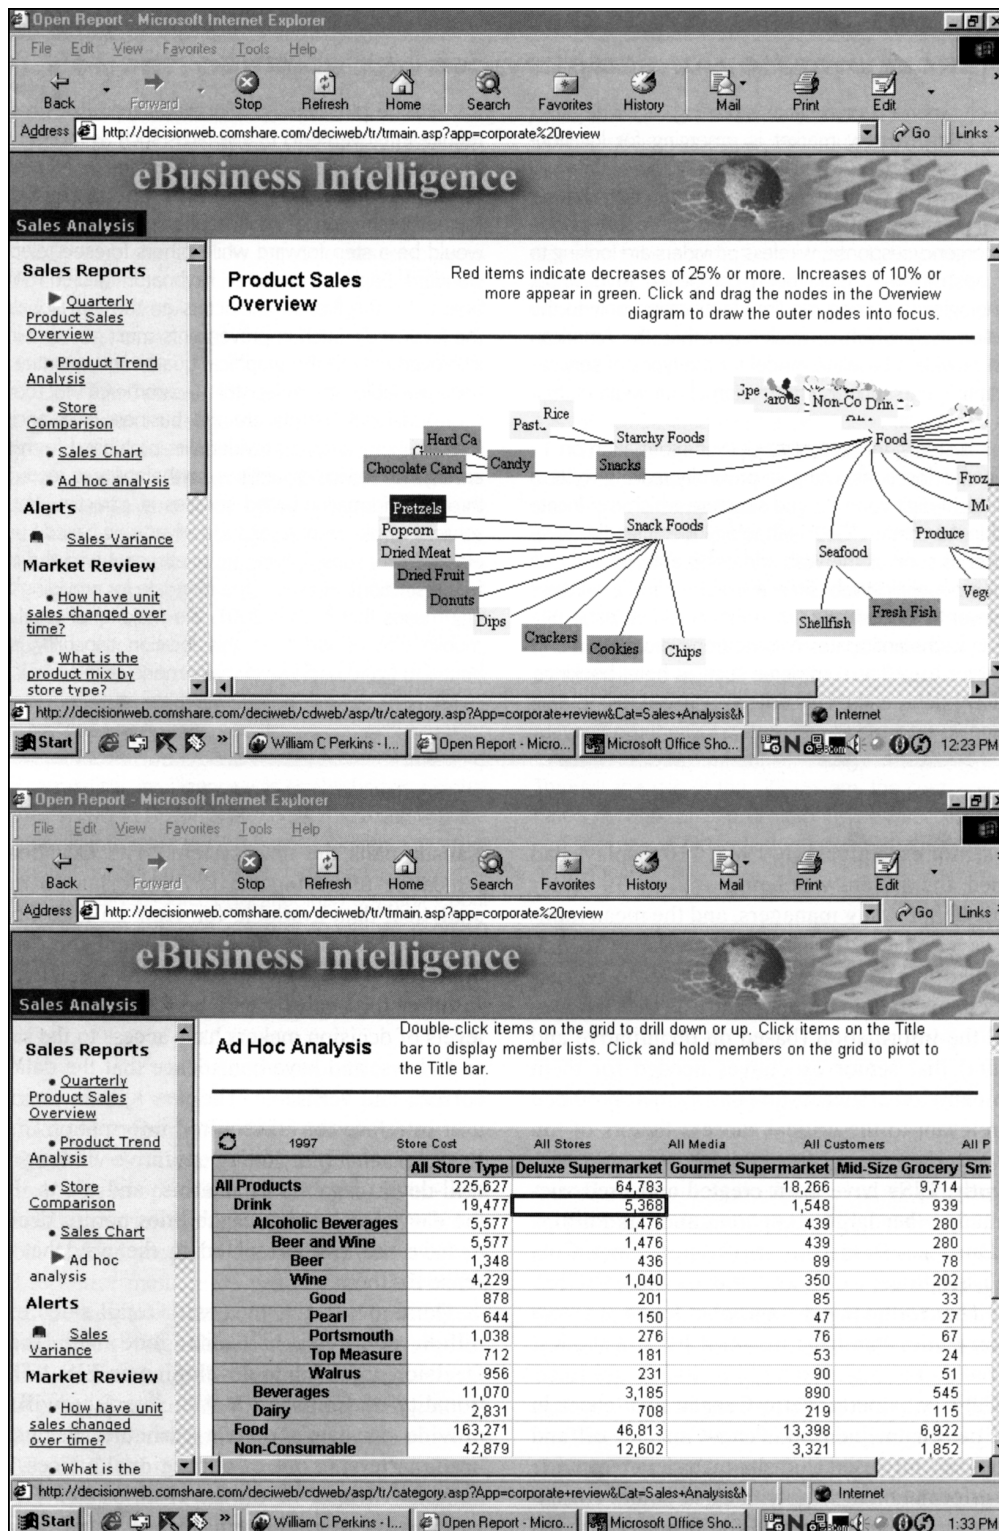 Open Report - Microsoft Internet Explorer
File Edit View Favorites Tools Help
Back Forward Stop Refresh Home Search Favorites History Mail Print Edit
Address http://decisionweb.comshare.com/deciweb/tr/trmain.asp?app=corporate%20review Go Links
eBusiness Intelligence
Sales Analysis
Sales Reports
Quarterly
Product Sales
Overview
• Product Trend
Analysis
• Store
Comparison
• Sales Chart
• Ad hoc analysis
Alerts
Sales Variance
Market Review
• How have unit
sales changed over
time?
• What is the
product mix by
store type?
Product Sales
Overview
Red items indicate decreases of 25% or more. Increases of 10% or
more appear in green. Click and drag the nodes in the Overview
diagram to draw the outer nodes into focus.
Spe Non-Co Drin
Rice
Past
Starchy Foods
Food
Hard Ca
Chocolate Cand Candy Snacks
Froz
Pretzels
Popcorn
Snack Foods
Produce
Dried Meat
Seafood
Dried Fruit
Donuts
Vege
Dips
Shellfish
Fresh Fish
Crackers
Cookies
Chips
http://decisionweb.comshare.com/deciweb/cdweb/asp/tr/category.asp?App=corporate+review&Cat=Sales+Analysis&N Internet
Start William C Perkins - I... Open Report - Micro... Microsoft Office Sho... 12:23 PM
Open Report - Microsoft Internet Explorer
File Edit View Favorites Tools Help
Back Forward Stop Refresh Home Search Favorites History Mail Print Edit
Address http://decisionweb.comshare.com/deciweb/tr/trmain.asp?app=corporate%20review Go Links
eBusiness Intelligence
Sales Analysis
Sales Reports
• Quarterly
Product Sales
Overview
• Product Trend
Analysis
• Store
Comparison
• Sales Chart
Ad hoc
analysis
Alerts
Sales
Variance
Market Review
• How have unit
sales changed
over time?
• What is the
Ad Hoc Analysis
Double-click items on the grid to drill down or up. Click items on the Title
bar to display member lists. Click and hold members on the grid to pivot to
the Title bar.
1997 Store Cost All Stores All Media All Customers All P
All Store Type Deluxe Supermarket Gourmet Supermarket Mid-Size Grocery Sm
All Products 225,627 64,783 18,266 9,714
Drink 19,477 5,368 1,548 939
Alcoholic Beverages 5,577 1,476 439 280
Beer and Wine 5,577 1,476 439 280
Beer 1,348 436 89 78
Wine 4,229 1,040 350 202
Good 878 201 85 33
Pearl 644 150 47 27
Portsmouth 1,038 276 76 67
Top Measure 712 181 53 24
Walrus 956 231 90 51
Beverages 11,070 3,185 890 545
Dairy 2,831 708 219 115
Food 163,271 46,813 13,398 6,922
Non-Consumable 42,879 12,602 3,321 1,852
http://decisionweb.comshare.com/deciweb/cdweb/asp/tr/category.asp?App=corporate+review&Cat=Sales+Analysis&N Internet
Start William C Perkins - I... Open Report - Micro... Microsoft Office Sho... 1:33 PM